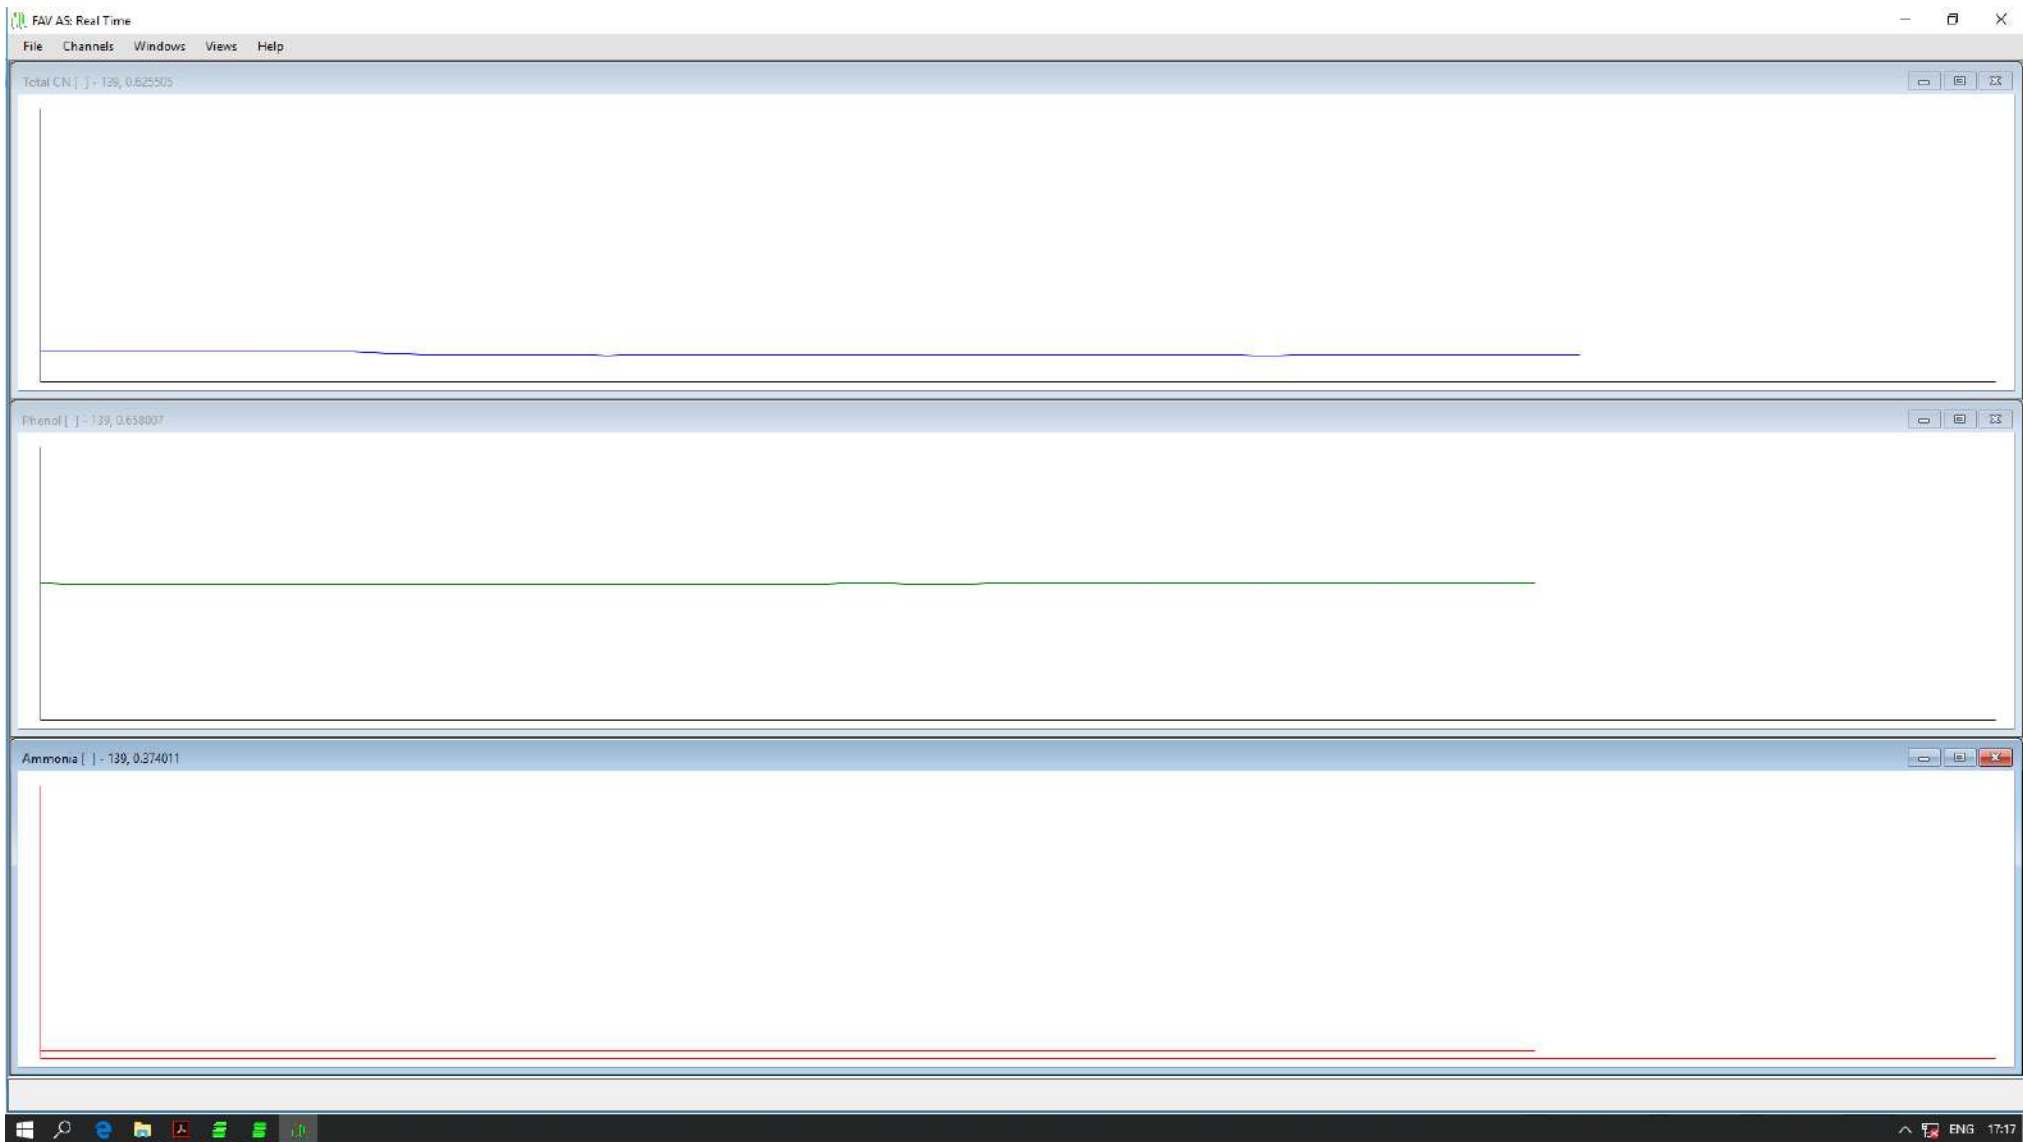 FAV AS: Real Time
File Channels Windows Views Help
Total CN [ ] - 139, 0.625505
Phenol [ ] - 139, 0.658007
Ammonia [ ] - 139, 0.374011
ENG 17:17